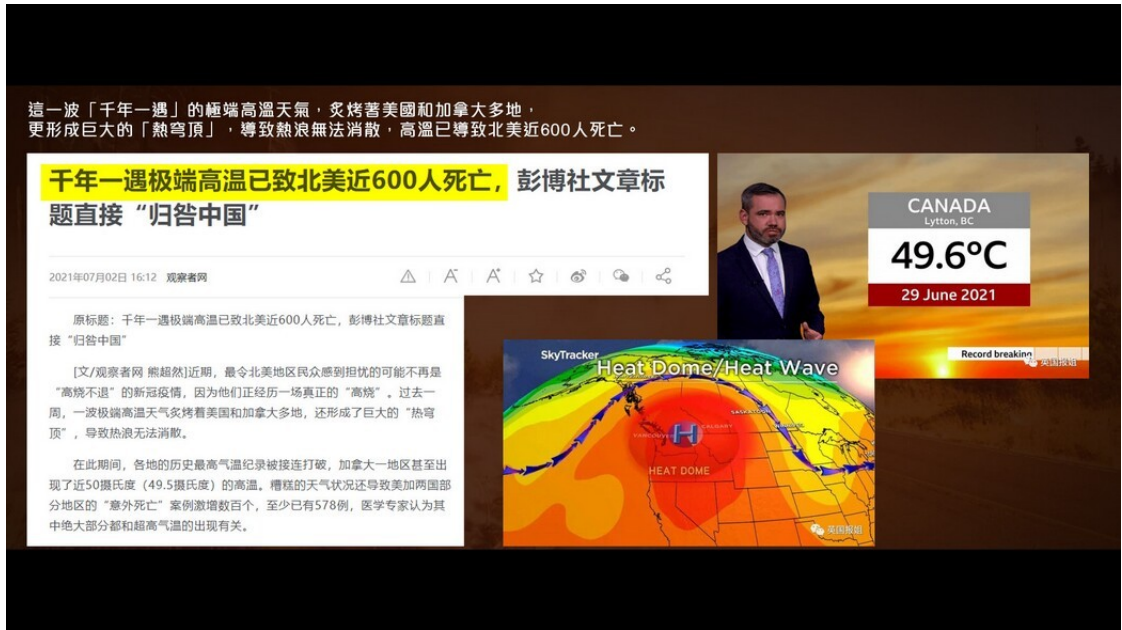 這一波「千年一遇」的極端高溫天氣，炙烤著美國和加拿大多地，
更形成巨大的「熱穹頂」，導致熱浪無法消散，高溫已導致北美近600人死亡。
千年一遇极端高温已致北美近600人死亡，彭博社文章标
题直接“归咎中国”
2021年07月02日 16:12 观察者网
原标题：千年一遇极端高温已致北美近600人死亡，彭博社文章标题直
接“归咎中国”
[文/观察者网 熊超然]近期，最令北美地区民众感到担忧的可能不再是
“高烧不退”的新冠疫情，因为他们正经历一场真正的“高烧”。过去一
周，一波极端高温天气炙烤着美国和加拿大多地，还形成了巨大的“热穹
顶”，导致热浪无法消散。
在此期间，各地的历史最高气温纪录被接连打破，加拿大一地区甚至出
现了近50摄氏度（49.5摄氏度）的高温。糟糕的天气状况还导致美加两国部
分地区的“意外死亡”案例激增数百个，至少已有578例，医学专家认为其
中绝大部分都和超高气温的出现有关。
CANADA
Lytton, BC
49.6°C
29 June 2021
Record breaking
英国报姐
SkyTracker
Heat Dome/Heat Wave
SASKATOON
VANCOUVER
CALGARY
H
HEAT DOME
英国报姐